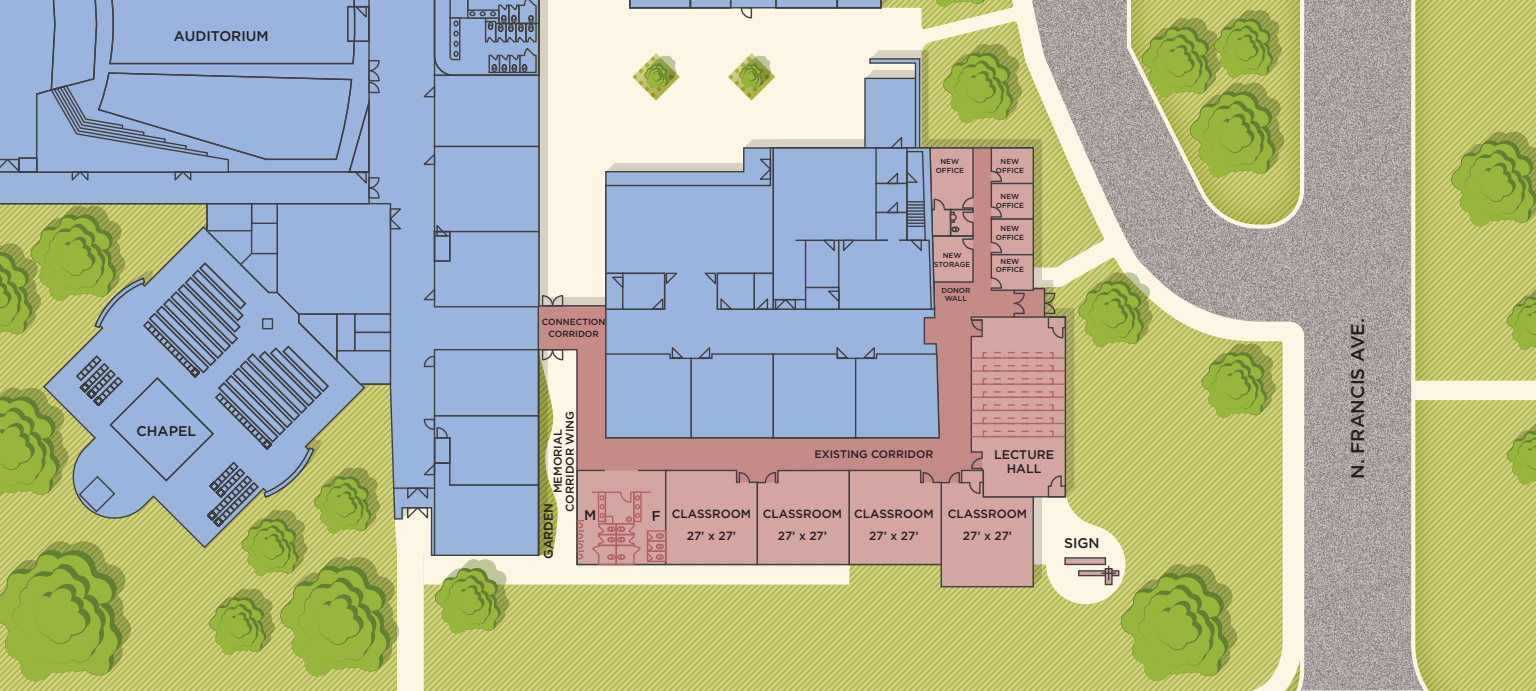 AUDITORIUM
NEW
OFFICE
NEW
OFFICE
NEW
OFFICE
NEW
OFFICE
NEW
STORAGE
NEW
OFFICE
DONOR
WALL
CONNECTION
CORRIDOR
CHAPEL
MEMORIAL
CORRIDOR WING
GARDEN
EXISTING CORRIDOR
LECTURE
HALL
M
F
CLASSROOM
27’ x 27’
CLASSROOM
27’ x 27’
CLASSROOM
27’ x 27’
CLASSROOM
27’ x 27’
SIGN
N. FRANCIS AVE.